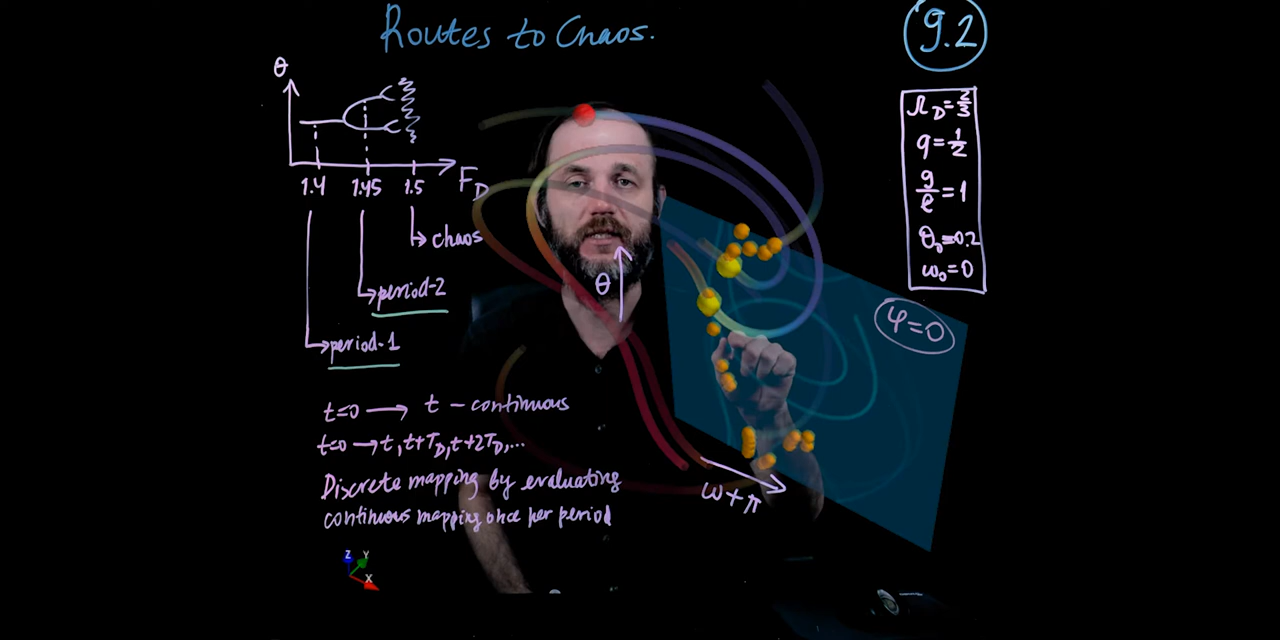 Routes to Chaos.
9.2
θ
1.4 1.45 1.5 F_D
chaos
period-2
period-1
Ω_D=2/3
q=1/2
g/ℓ=1
θ₀=0.2
ω₀=0
φ=0
θ
ω+π
t=0 → t - continuous
t=0 → t, t+T_D, t+2T_D,...
Discrete mapping by evaluating
continuous mapping once per period
Z Y
X